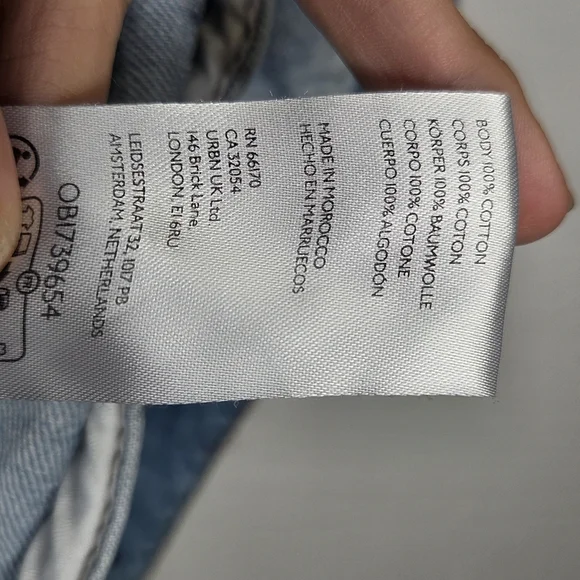 BODY 100% COTTON
CORPS 100% COTON
KÖRPER 100% BAUMWOLLE
CORPO 100% COTONE
CUERPO 100% ALGODÓN
MADE IN MOROCCO
HECHO EN MARRUECOS
RN 66170
CA 32054
URBN UK Ltd
146 Brick Lane,
LONDON. E1 6RU
LEIDSESTRAAT 32, 1017 PB,
AMSTERDAM, NETHERLANDS
OB1739654